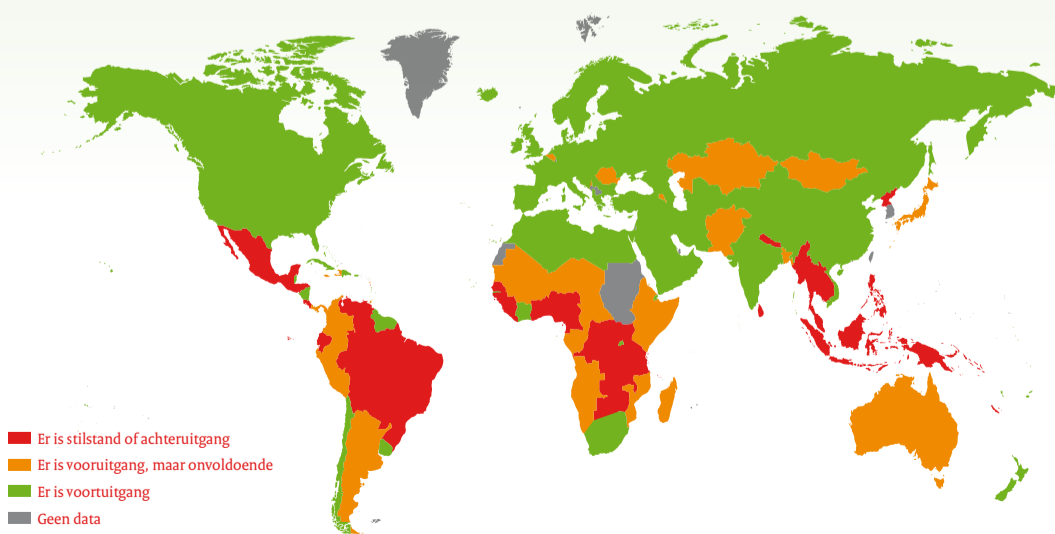 Er is stilstand of achteruitgang
Er is vooruitgang, maar onvoldoende
Er is voortuitgang
Geen data